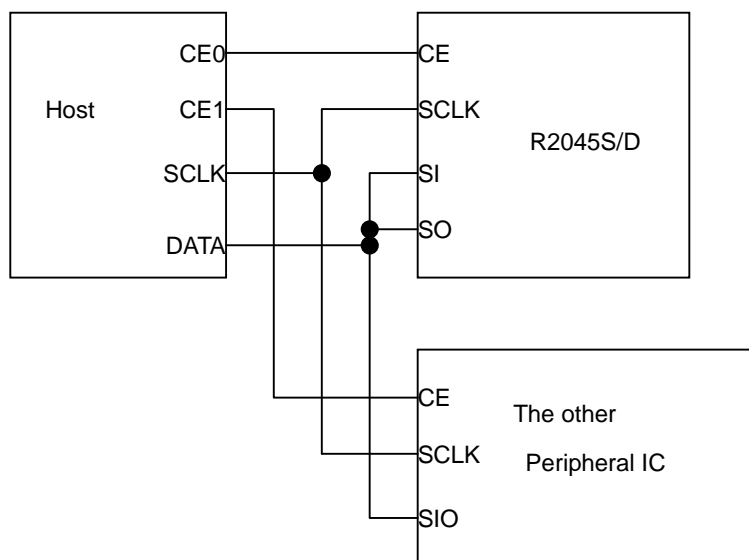 CE0
CE
Host
CE1
SCLK
R2045S/D
SCLK
SI
SO
DATA
CE
The other
SCLK
Peripheral IC
SIO